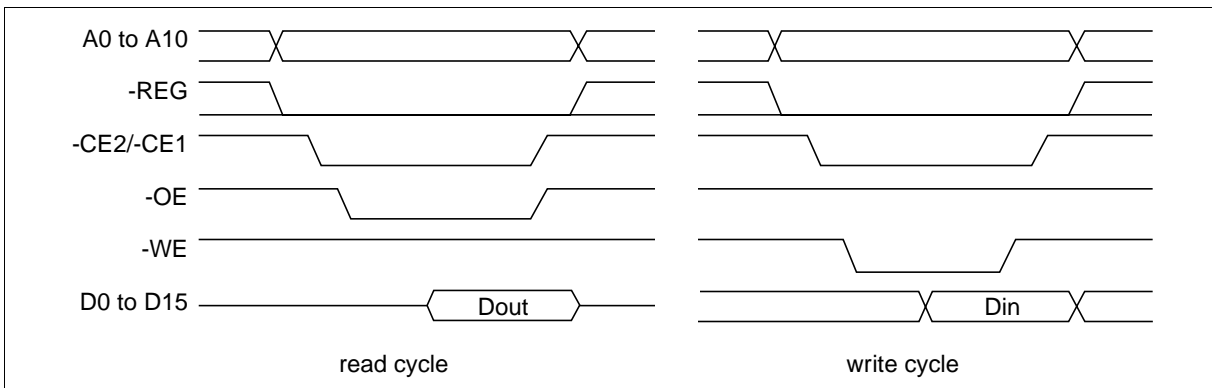 A0 to A10
-REG
-CE2/-CE1
-OE
-WE
D0 to D15
Dout
Din
read cycle
write cycle